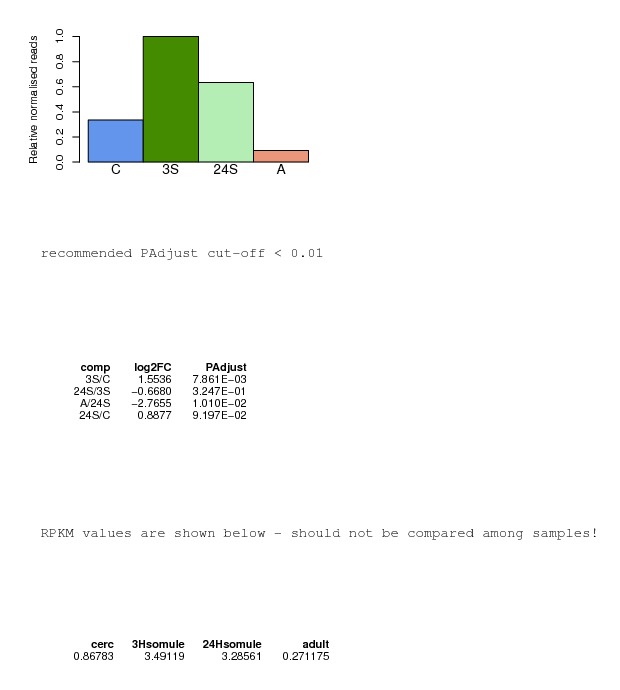 Relative normalised reads
1.0
0.8
0.6
0.4
0.2
0.0
C 3S 24S A
recommended PAdjust cut-off < 0.01
comp log2FC PAdjust
3S/C 1.5536 7.861E−03
24S/3S −0.6680 3.247E−01
A/24S −2.7655 1.010E−02
24S/C 0.8877 9.197E−02
RPKM values are shown below - should not be compared among samples!
cerc 3Hsomule 24Hsomule adult
0.86783 3.49119 3.28561 0.271175